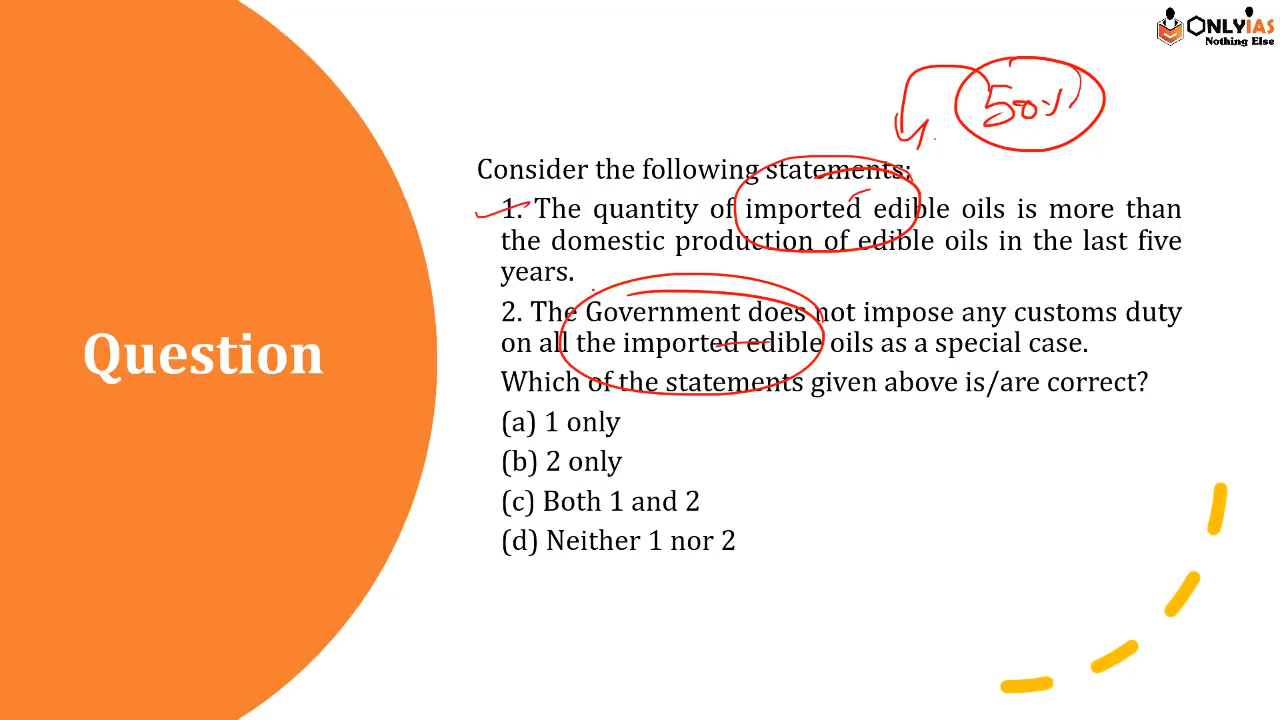 ONLYIAS
Nothing Else
50%
Consider the following statements:
1. The quantity of imported edible oils is more than
the domestic production of edible oils in the last five
years.
2. The Government does not impose any customs duty
on all the imported edible oils as a special case.
Which of the statements given above is/are correct?
(a) 1 only
(b) 2 only
(c) Both 1 and 2
(d) Neither 1 nor 2
Question